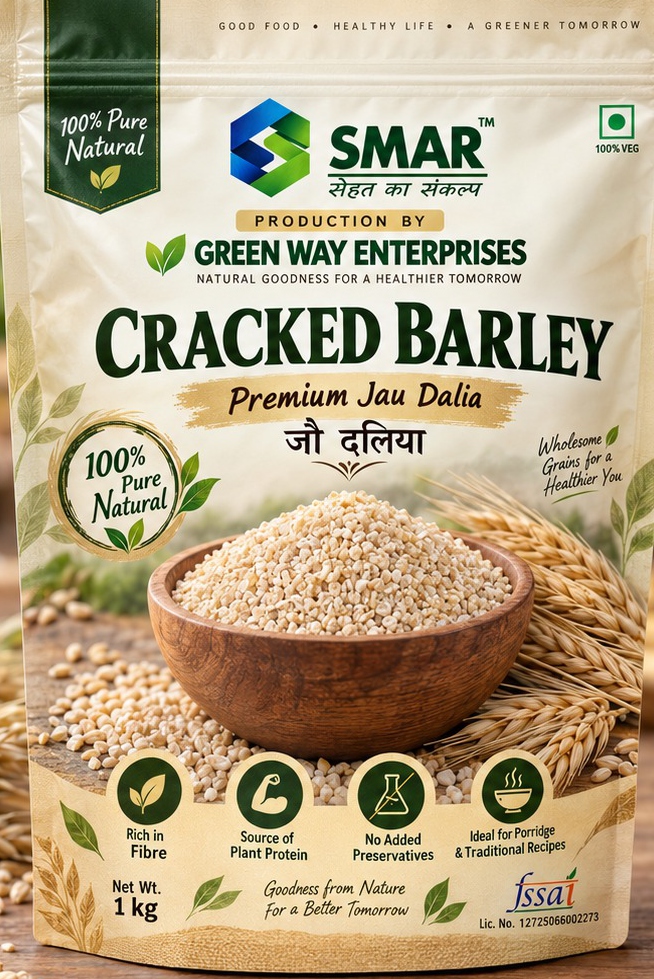 GOOD FOOD • HEALTHY LIFE • A GREENER TOMORROW
100% Pure
Natural
SMAR™
सेहत का संकल्प
100% VEG
PRODUCTION BY
GREEN WAY ENTERPRISES
NATURAL GOODNESS FOR A HEALTHIER TOMORROW
CRACKED BARLEY
Premium Jau Dalia
जौ दलिया
100%
Pure
Natural
Wholesome
Grains for a
Healthier You
Rich in
Fibre
Source of
Plant Protein
No Added
Preservatives
Ideal for Porridge
& Traditional Recipes
Net Wt.
1 kg
Goodness from Nature
For a Better Tomorrow
fssai
Lic. No. 12725066002273